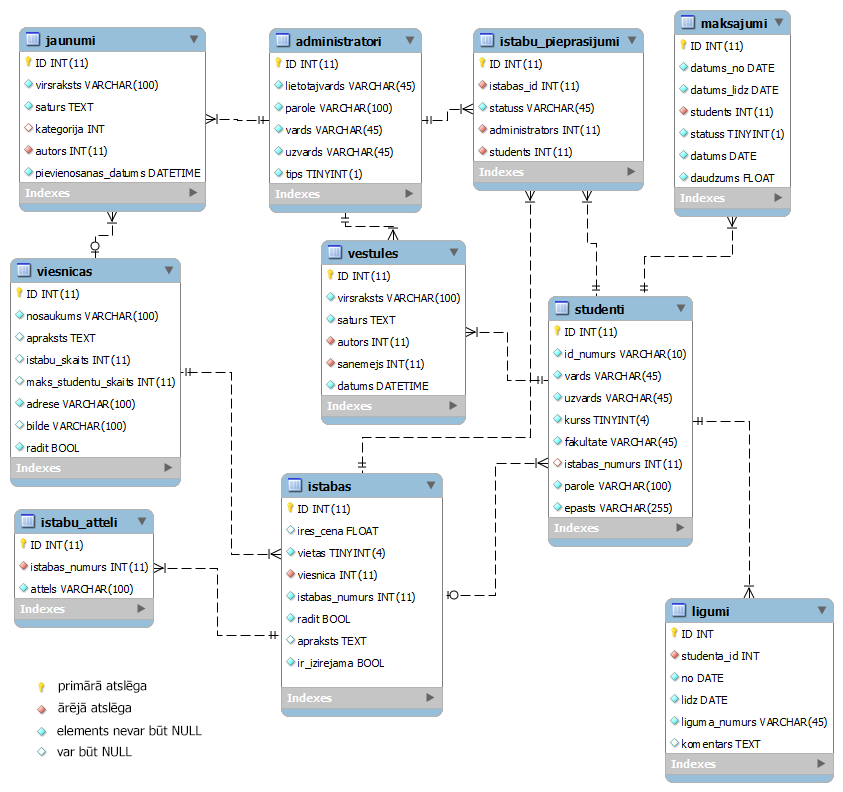 jaunumi
ID INT(11)
virsraksts VARCHAR(100)
saturs TEXT
kategorija INT
autors INT(11)
pievienosanas_datums DATETIME
Indexes
administratori
ID INT(11)
lietotajvards VARCHAR(45)
parole VARCHAR(100)
vards VARCHAR(45)
uzvards VARCHAR(45)
tips TINYINT(1)
Indexes
istabu_pieprasijumi
ID INT(11)
istabas_id INT(11)
statuss VARCHAR(45)
administrators INT(11)
students INT(11)
Indexes
maksajumi
ID INT(11)
datums_no DATE
datums_lidz DATE
students INT(11)
statuss TINYINT(1)
datums DATE
daudzums FLOAT
Indexes
viesnicas
ID INT(11)
nosaukums VARCHAR(100)
apraksts TEXT
istabu_skaits INT(11)
maks_studentu_skaits INT(11)
adrese VARCHAR(100)
bilde VARCHAR(100)
radit BOOL
Indexes
vestules
ID INT(11)
virsraksts VARCHAR(100)
saturs TEXT
autors INT(11)
sanemejs INT(11)
datums DATETIME
Indexes
studenti
ID INT(11)
id_numurs VARCHAR(10)
vards VARCHAR(45)
uzvards VARCHAR(45)
kurss TINYINT(4)
fakultate VARCHAR(45)
istabas_numurs INT(11)
parole VARCHAR(100)
epasts VARCHAR(255)
Indexes
istabu_atteli
ID INT(11)
istabas_numurs INT(11)
attels VARCHAR(100)
Indexes
istabas
ID INT(11)
ires_cena FLOAT
vietas TINYINT(4)
viesnica INT(11)
istabas_numurs INT(11)
radit BOOL
apraksts TEXT
ir_izirejama BOOL
Indexes
ligumi
ID INT
studenta_id INT
no DATE
lidz DATE
liguma_numurs VARCHAR(45)
komentars TEXT
Indexes
primārā atslēga
ārējā atslēga
elements nevar būt NULL
var būt NULL